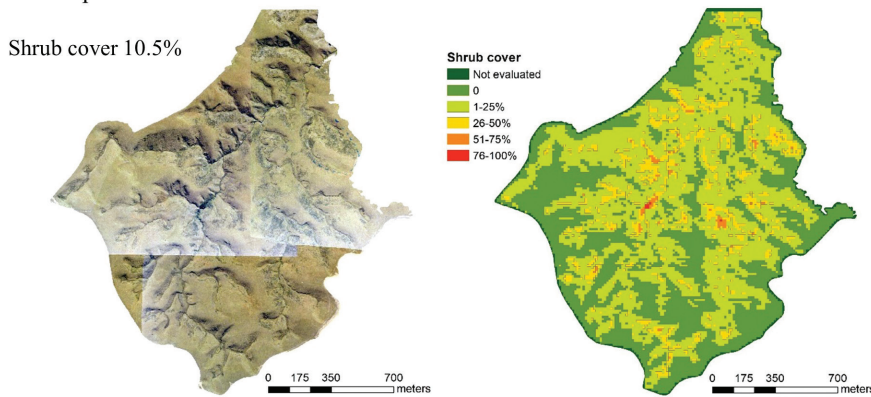 Shrub cover 10.5%
Shrub cover
Not evaluated
0
1-25%
26-50%
51-75%
76-100%
0 175 350 700
meters
0 175 350 700
meters